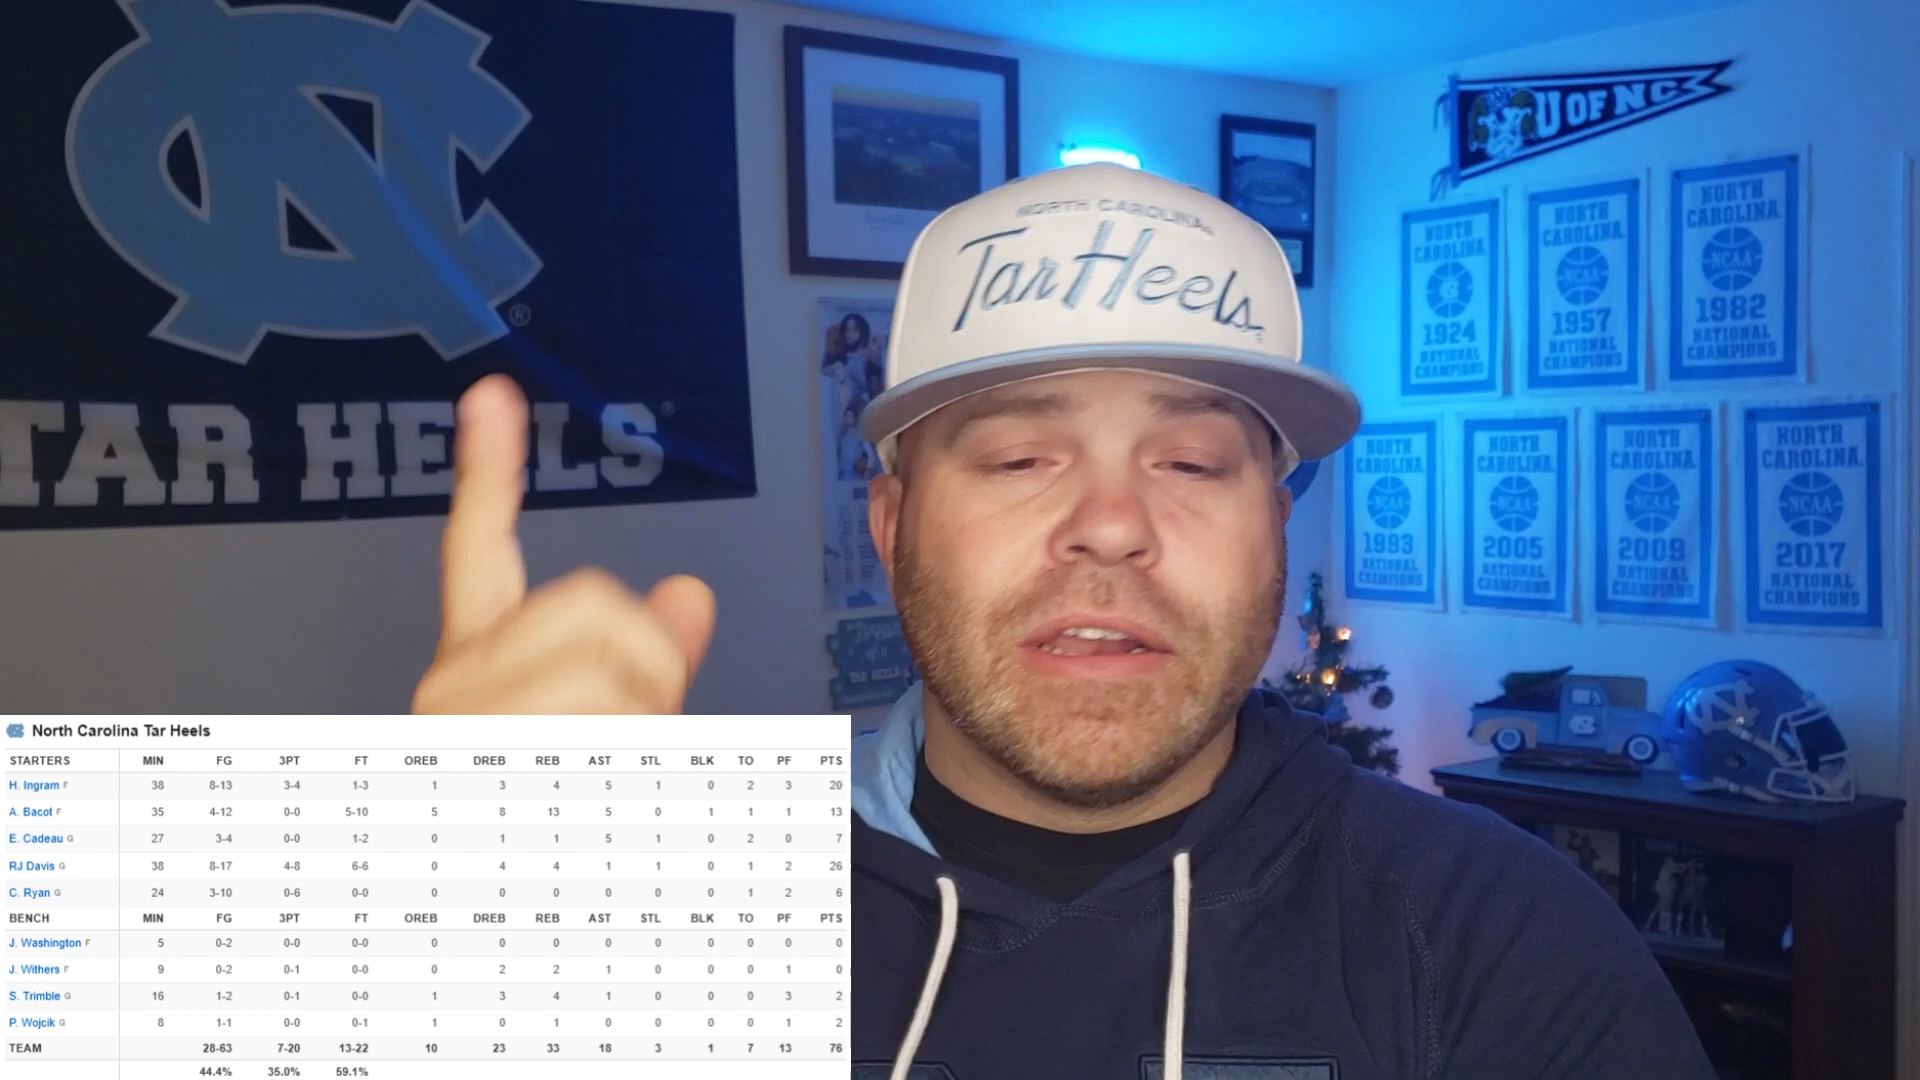 TAR HEELS
®
U OF NC
NORTH CAROLINA
Tar Heels
NORTH
CAROLINA
1924
NATIONAL
CHAMPIONS
NORTH
CAROLINA
NCAA
1957
NATIONAL
CHAMPIONS
NORTH
CAROLINA
NCAA
1982
NATIONAL
CHAMPIONS
NORTH
CAROLINA
NCAA
1993
NATIONAL
CHAMPIONS
NORTH
CAROLINA
NCAA
2005
NATIONAL
CHAMPIONS
NORTH
CAROLINA
NCAA
2009
NATIONAL
CHAMPIONS
NORTH
CAROLINA
NCAA
2017
NATIONAL
CHAMPIONS
North Carolina Tar Heels
STARTERS MIN FG 3PT FT OREB DREB REB AST STL BLK TO PF PTS
H. Ingram F 38 8-13 3-4 1-3 1 3 4 5 1 0 2 3 20
A. Bacot F 35 4-12 0-0 5-10 5 8 13 5 0 1 1 1 13
E. Cadeau G 27 3-4 0-0 1-2 0 1 1 5 1 0 2 0 7
RJ Davis G 38 8-17 4-8 6-6 0 4 4 1 1 0 1 2 26
C. Ryan G 24 3-10 0-6 0-0 0 0 0 0 0 0 1 2 6
BENCH MIN FG 3PT FT OREB DREB REB AST STL BLK TO PF PTS
J. Washington F 5 0-2 0-0 0-0 0 0 0 0 0 0 0 0 0
J. Withers F 9 0-2 0-1 0-0 0 2 2 1 0 0 0 1 0
S. Trimble G 16 1-2 0-1 0-0 1 3 4 1 0 0 0 3 2
P. Wojcik G 8 1-1 0-0 0-1 1 0 1 0 0 0 0 1 2
TEAM 28-63 7-20 13-22 10 23 33 18 3 1 7 13 76
44.4% 35.0% 59.1%